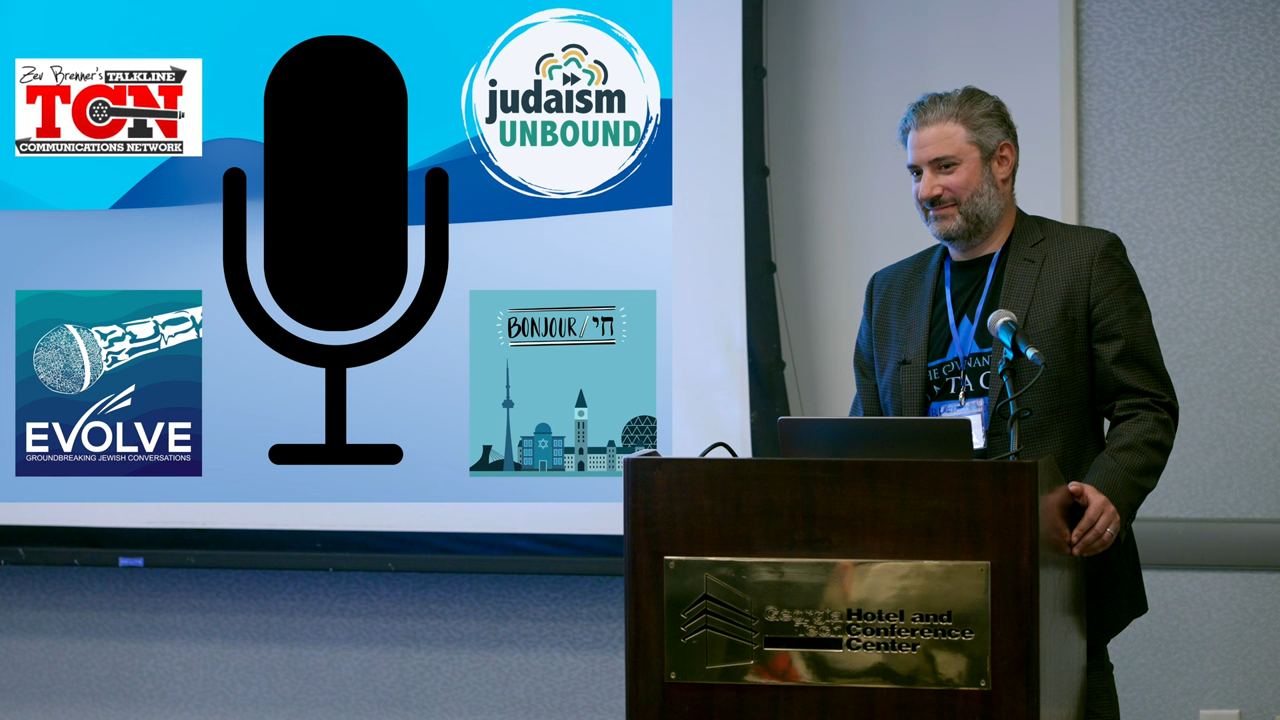 Zev Brenner's TALKLINE
TCN
COMMUNICATIONS NETWORK
judaism
UNBOUND
EVOLVE
GROUNDBREAKING JEWISH CONVERSATIONS
BONJOUR/חי
Hotel and
Conference
Center